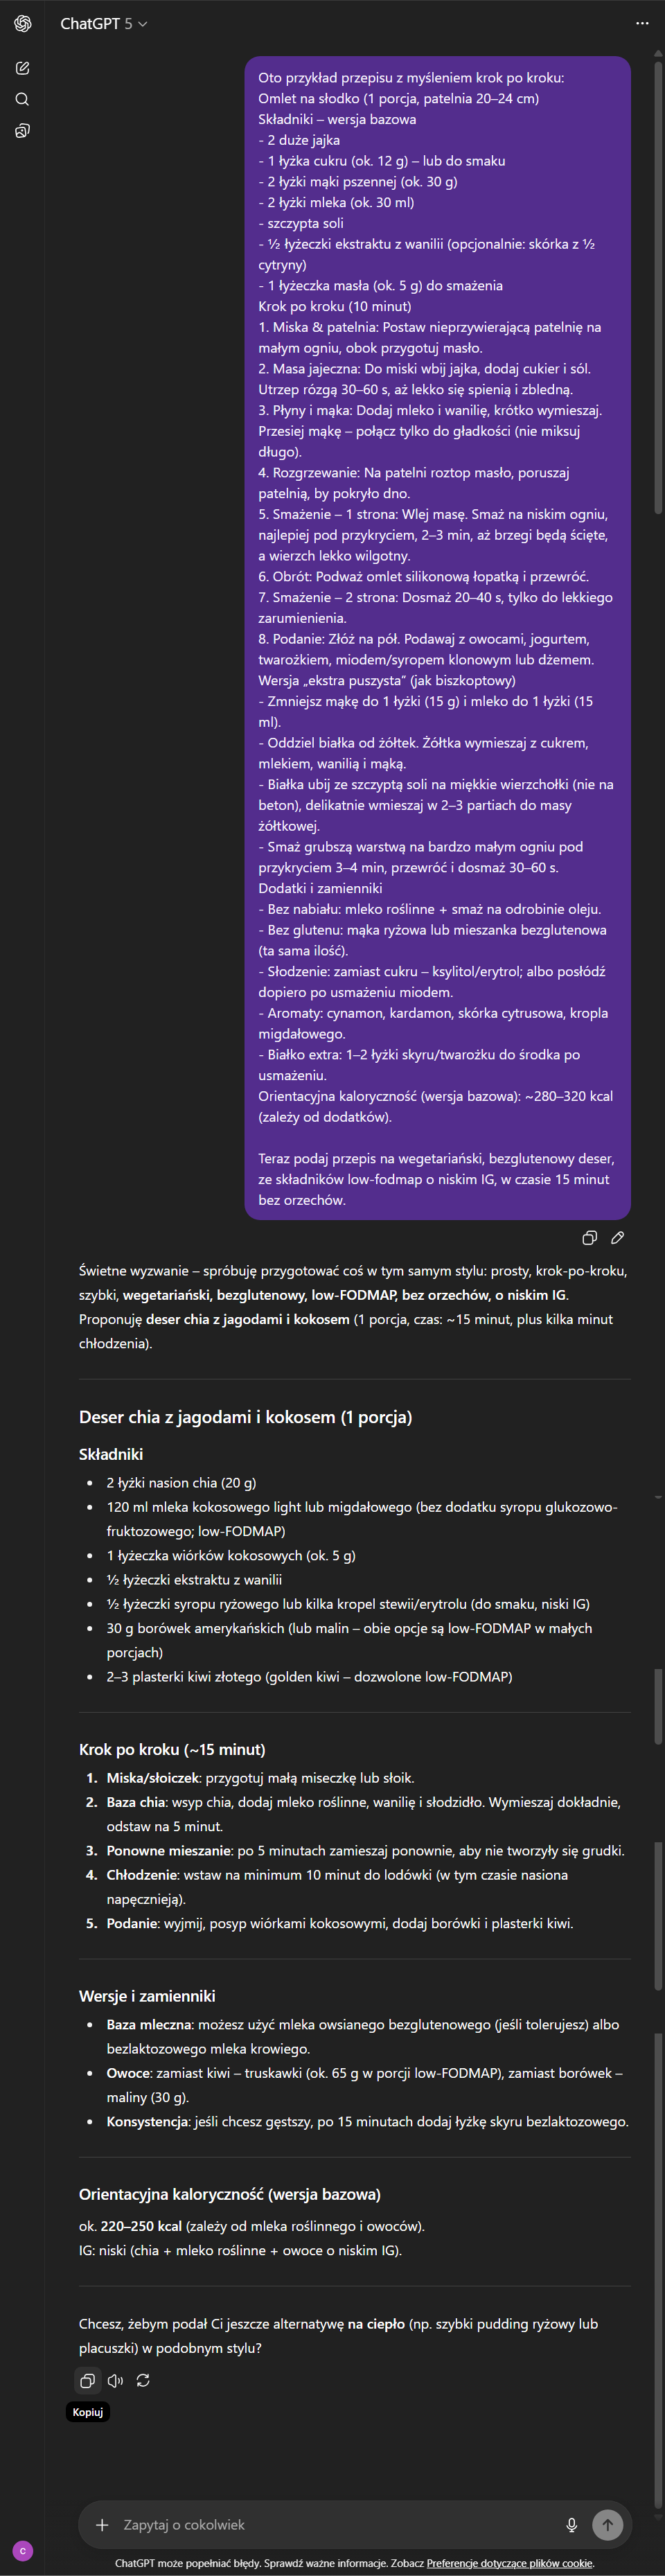 ChatGPT 5
Oto przykład przepisu z myśleniem krok po kroku:
Omlet na słodko (1 porcja, patelnia 20–24 cm)
Składniki – wersja bazowa
- 2 duże jajka
- 1 łyżka cukru (ok. 12 g) – lub do smaku
- 2 łyżki mąki pszennej (ok. 30 g)
- 2 łyżki mleka (ok. 30 ml)
- szczypta soli
- ½ łyżeczki ekstraktu z wanilii (opcjonalnie: skórka z ½
cytryny)
- 1 łyżeczka masła (ok. 5 g) do smażenia
Krok po kroku (10 minut)
1. Miska & patelnia: Postaw nieprzywierającą patelnię na
małym ogniu, obok przygotuj masło.
2. Masa jajeczna: Do miski wbij jajka, dodaj cukier i sól.
Utrzep rózgą 30–60 s, aż lekko się spienią i zbledną.
3. Płyny i mąka: Dodaj mleko i wanilię, krótko wymieszaj.
Przesiej mąkę – połącz tylko do gładkości (nie miksuj
długo).
4. Rozgrzewanie: Na patelni roztop masło, poruszaj
patelnią, by pokryło dno.
5. Smażenie – 1 strona: Wlej masę. Smaż na niskim ogniu,
najlepiej pod przykryciem, 2–3 min, aż brzegi będą ścięte,
a wierzch lekko wilgotny.
6. Obrót: Podważ omlet silikonową łopatką i przewróć.
7. Smażenie – 2 strona: Dosmaż 20–40 s, tylko do lekkiego
zarumienienia.
8. Podanie: Złóż na pół. Podawaj z owocami, jogurtem,
twarożkiem, miodem/syropem klonowym lub dżemem.
Wersja „ekstra puszysta” (jak biszkoptowy)
- Zmniejsz mąkę do 1 łyżki (15 g) i mleko do 1 łyżki (15
ml).
- Oddziel białka od żółtek. Żółtka wymieszaj z cukrem,
mlekiem, wanilią i mąką.
- Białka ubij ze szczyptą soli na miękkie wierzchołki (nie na
beton), delikatnie wmieszaj w 2–3 partiach do masy
żółtkowej.
- Smaż grubszą warstwą na bardzo małym ogniu pod
przykryciem 3–4 min, przewróć i dosmaż 30–60 s.
Dodatki i zamienniki
- Bez nabiału: mleko roślinne + smaż na odrobinie oleju.
- Bez glutenu: mąka ryżowa lub mieszanka bezglutenowa
(ta sama ilość).
- Słodzenie: zamiast cukru – ksylitol/erytrol; albo posłódź
dopiero po usmażeniu miodem.
- Aromaty: cynamon, kardamon, skórka cytrusowa, kropla
migdałowego.
- Białko extra: 1–2 łyżki skyru/twarożku do środka po
usmażeniu.
Orientacyjna kaloryczność (wersja bazowa): ~280–320 kcal
(zależy od dodatków).
Teraz podaj przepis na wegetariański, bezglutenowy deser,
ze składników low-fodmap o niskim IG, w czasie 15 minut
bez orzechów.
Świetne wyzwanie – spróbuję przygotować coś w tym samym stylu: prosty, krok-po-kroku,
szybki, wegetariański, bezglutenowy, low-FODMAP, bez orzechów, o niskim IG.
Proponuję deser chia z jagodami i kokosem (1 porcja, czas: ~15 minut, plus kilka minut
chłodzenia).
Deser chia z jagodami i kokosem (1 porcja)
Składniki
• 2 łyżki nasion chia (20 g)
• 120 ml mleka kokosowego light lub migdałowego (bez dodatku syropu glukozowo-
fruktozowego; low-FODMAP)
• 1 łyżeczka wiórków kokosowych (ok. 5 g)
• ½ łyżeczki ekstraktu z wanilii
• ½ łyżeczki syropu ryżowego lub kilka kropel stewii/erytrolu (do smaku, niski IG)
• 30 g borówek amerykańskich (lub malin – obie opcje są low-FODMAP w małych
porcjach)
• 2–3 plasterki kiwi złotego (golden kiwi – dozwolone low-FODMAP)
Krok po kroku (~15 minut)
1. Miska/słoiczek: przygotuj małą miseczkę lub słoik.
2. Baza chia: wsyp chia, dodaj mleko roślinne, wanilię i słodzidło. Wymieszaj dokładnie,
odstaw na 5 minut.
3. Ponowne mieszanie: po 5 minutach zamieszaj ponownie, aby nie tworzyły się grudki.
4. Chłodzenie: wstaw na minimum 10 minut do lodówki (w tym czasie nasiona
napęcznieją).
5. Podanie: wyjmij, posyp wiórkami kokosowymi, dodaj borówki i plasterki kiwi.
Wersje i zamienniki
• Baza mleczna: możesz użyć mleka owsianego bezglutenowego (jeśli tolerujesz) albo
bezlaktozowego mleka krowiego.
• Owoce: zamiast kiwi – truskawki (ok. 65 g w porcji low-FODMAP), zamiast borówek –
maliny (30 g).
• Konsystencja: jeśli chcesz gęstszy, po 15 minutach dodaj łyżkę skyru bezlaktozowego.
Orientacyjna kaloryczność (wersja bazowa)
ok. 220–250 kcal (zależy od mleka roślinnego i owoców).
IG: niski (chia + mleko roślinne + owoce o niskim IG).
Chcesz, żebym podał Ci jeszcze alternatywę na ciepło (np. szybki pudding ryżowy lub
placuszki) w podobnym stylu?
Kopiuj
Zapytaj o cokolwiek
C
ChatGPT może popełniać błędy. Sprawdź ważne informacje. Zobacz Preferencje dotyczące plików cookie.